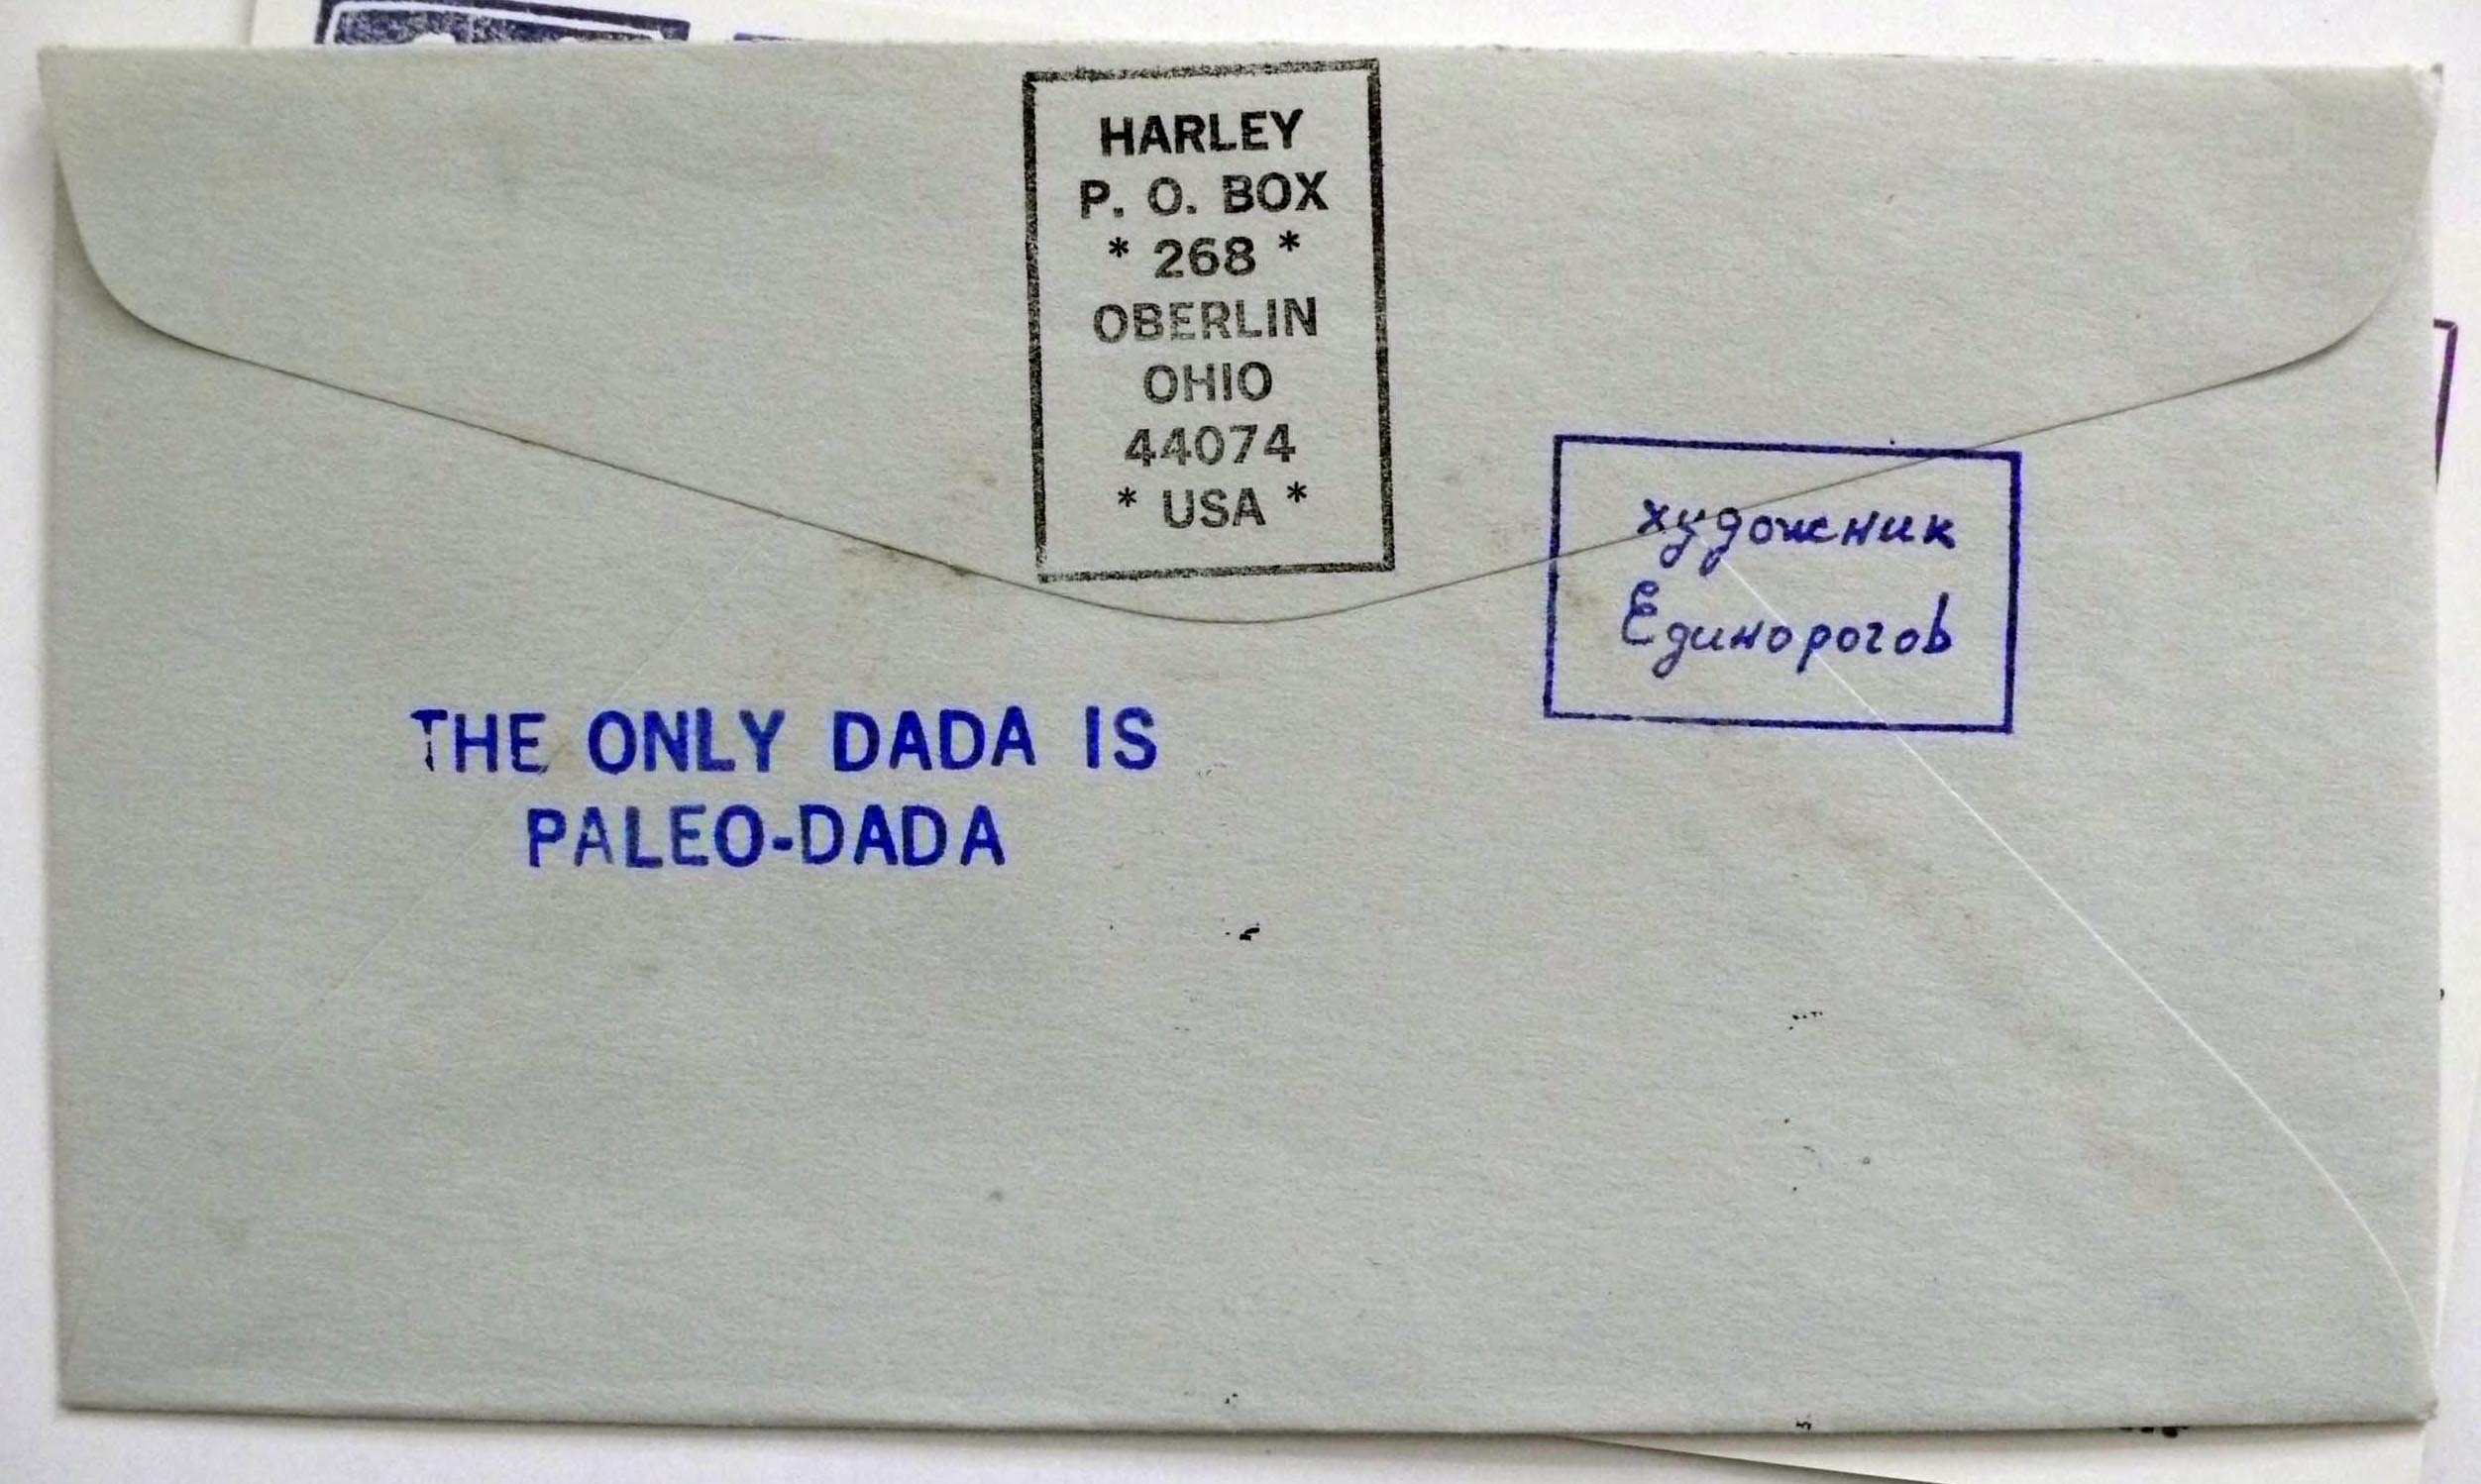 HARLEY
P. O. BOX
* 268 *
OBERLIN
OHIO
44074
* USA *
художник
Единорогов
THE ONLY DADA IS
PALEO-DADA